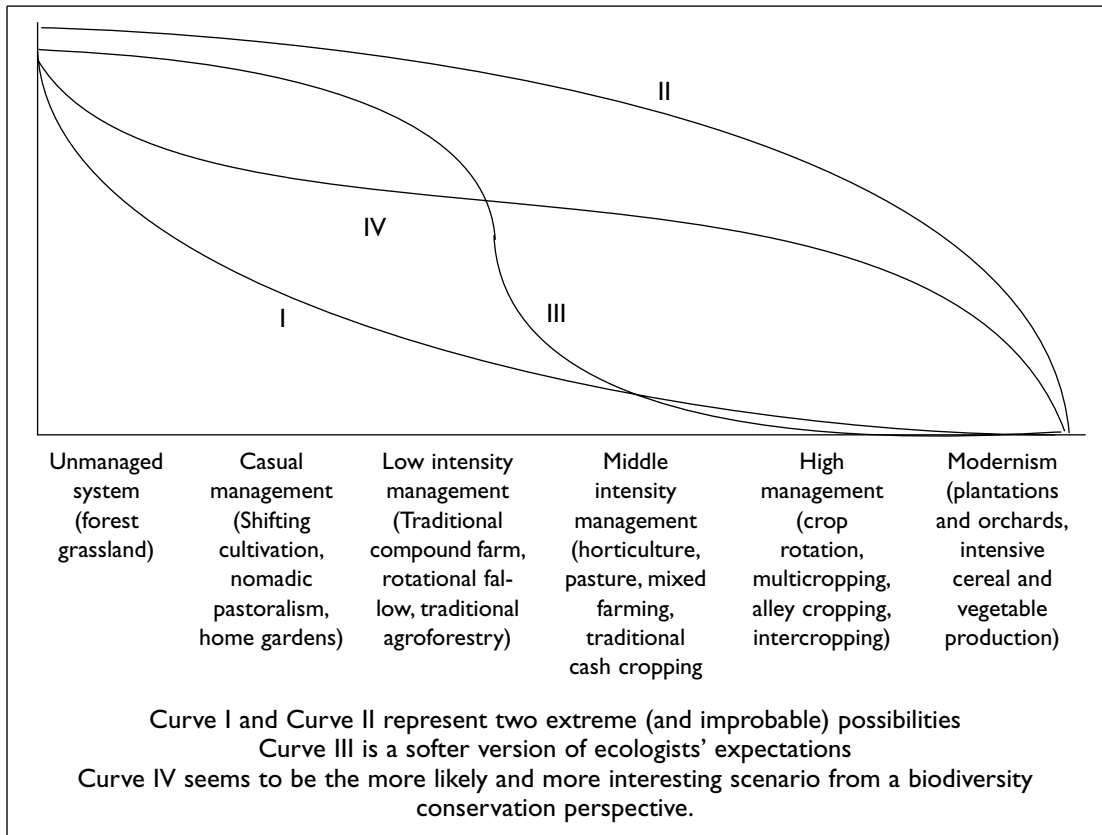 II
IV
III
I
Unmanaged
system
(forest
grassland)
Casual
management
(Shifting
cultivation,
nomadic
pastoralism,
home gardens)
Low intensity
management
(Traditional
compound farm,
rotational fal-
low, traditional
agroforestry)
Middle
intensity
management
(horticulture,
pasture, mixed
farming,
traditional
cash cropping
High
management
(crop
rotation,
multicropping,
alley cropping,
intercropping)
Modernism
(plantations
and orchards,
intensive
cereal and
vegetable
production)
Curve I and Curve II represent two extreme (and improbable) possibilities
Curve III is a softer version of ecologists’ expectations
Curve IV seems to be the more likely and more interesting scenario from a biodiversity
conservation perspective.